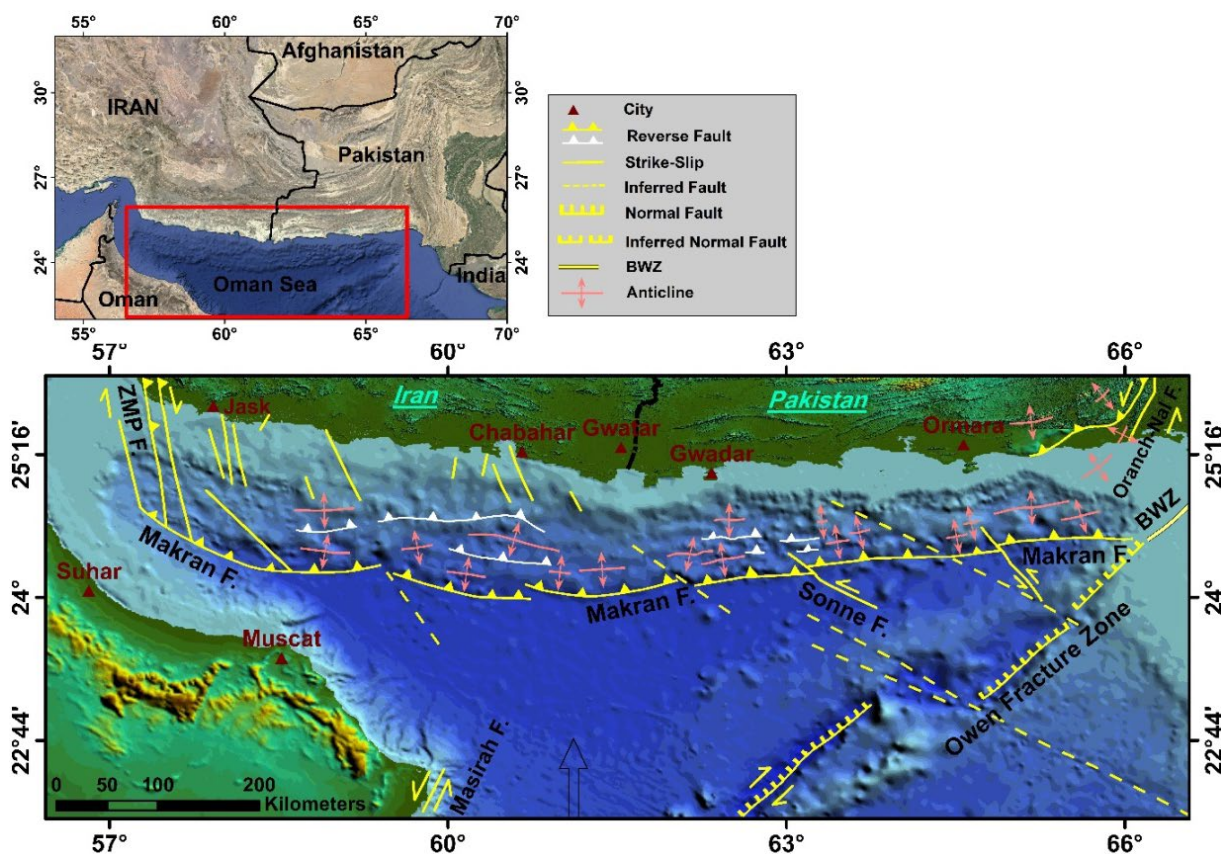 55° 60° 65° 70°
Afghanistan
IRAN
Pakistan
Oman Sea
Oman
India
30° 30°
27° 27°
24° 24°
55° 60° 65° 70°
City
Reverse Fault
Strike-Slip
Inferred Fault
Normal Fault
Inferred Normal Fault
BWZ
Anticline
57° 60° 63° 66°
ZMP F.
Jask
Iran
Pakistan
Chabahar
Gwatar
Gwadar
Ormara
Oranch-Nai F.
BWZ
25°16'
25°16'
Makran F.
Makran F.
Makran F.
Sonne F.
Suhar
Muscat
24°
24°
Owen Fracture Zone
Masirah F.
22°44'
22°44'
0 50 100 200
Kilometers
57° 60° 63° 66°